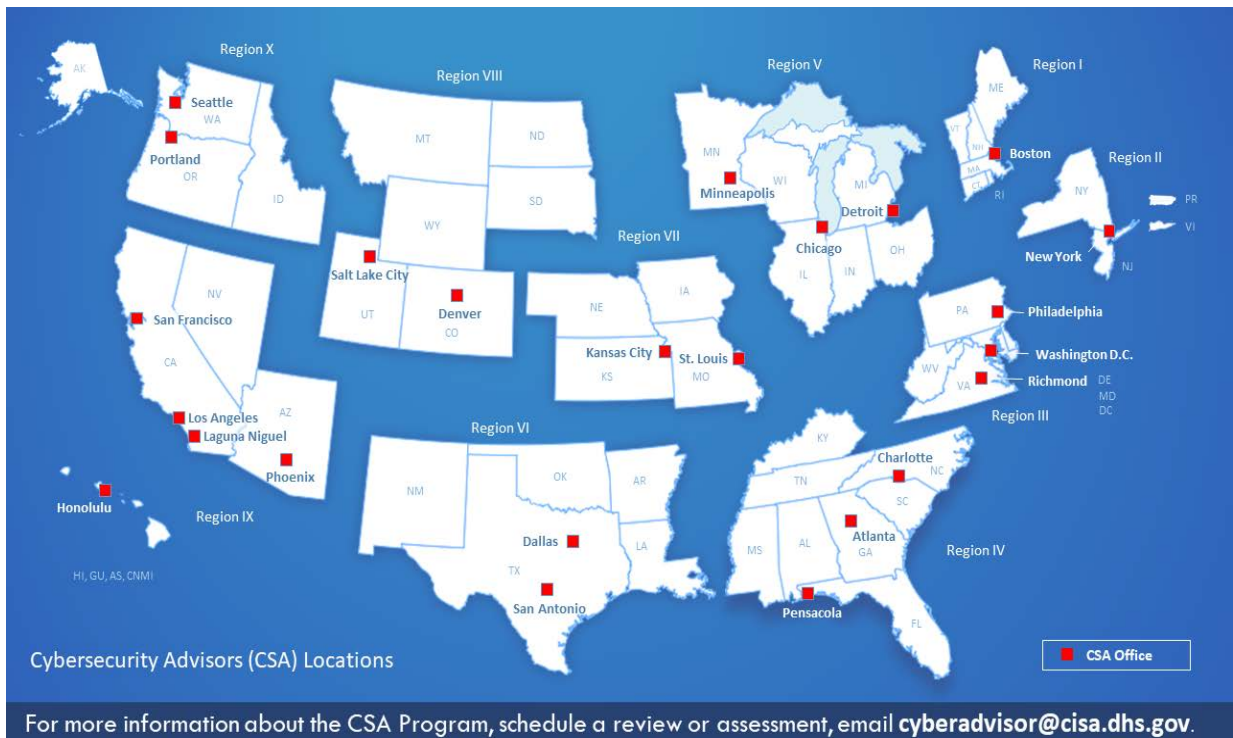 Region X
AK
Seattle
WA
Portland
OR
ID
Region VIII
MT
ND
SD
WY
Salt Lake City
UT
Denver
CO
Region V
MN
Minneapolis
WI
MI
Detroit
Chicago
IL
IN
OH
Region I
ME
VT
NH
Boston
MA
CT
RI
Region II
NY
PR
VI
New York
NJ
Region VII
NE
IA
Kansas City
St. Louis
KS
MO
PA
Philadelphia
Washington D.C.
WV
VA
Richmond
DE
MD
DC
Region III
NV
San Francisco
CA
AZ
Los Angeles
Laguna Niguel
Phoenix
Honolulu
Region IX
HI, GU, AS, CNMI
Region VI
NM
OK
AR
Dallas
TX
LA
San Antonio
KY
Charlotte
NC
TN
SC
Atlanta
GA
MS
AL
Region IV
Pensacola
FL
Cybersecurity Advisors (CSA) Locations
CSA Office
For more information about the CSA Program, schedule a review or assessment, email cyberadvisor@cisa.dhs.gov.